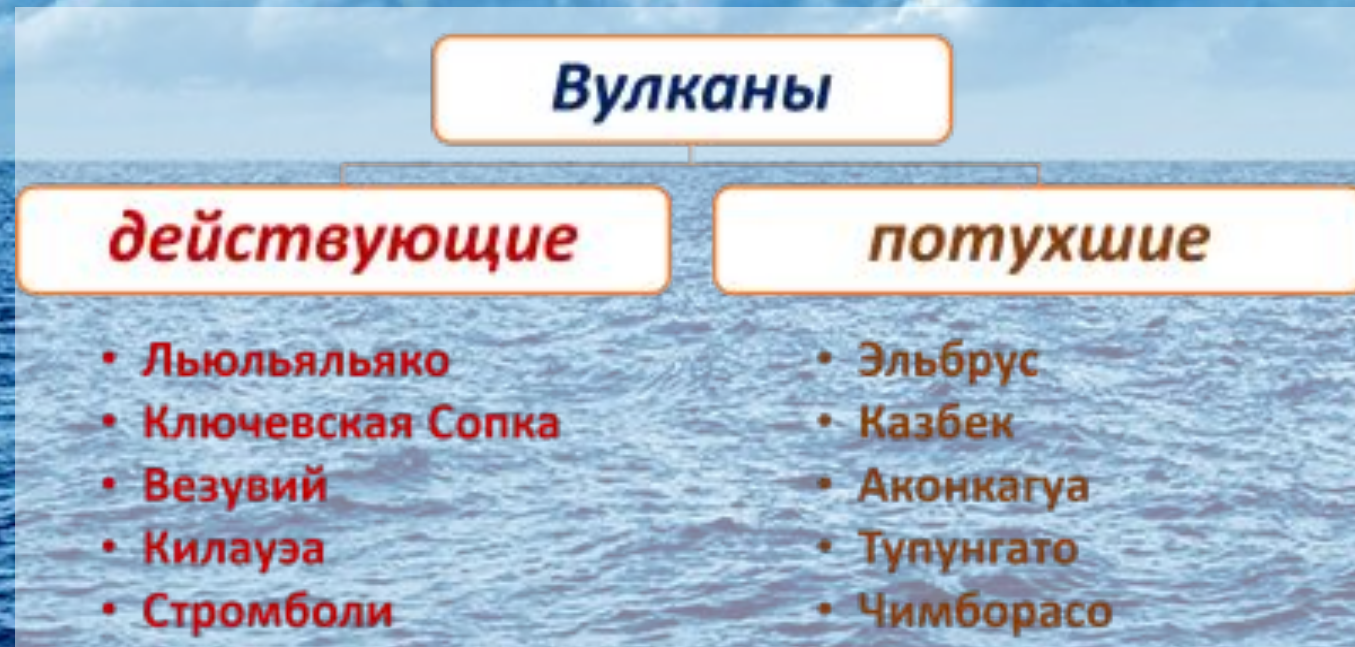 Вулканы
действующие
• Льюльяльяко
• Ключевская Сопка
• Везувий
• Килауэа
• Стромболи
потухшие
• Эльбрус
• Казбек
• Аконкагуа
• Тупунгато
• Чимборасо